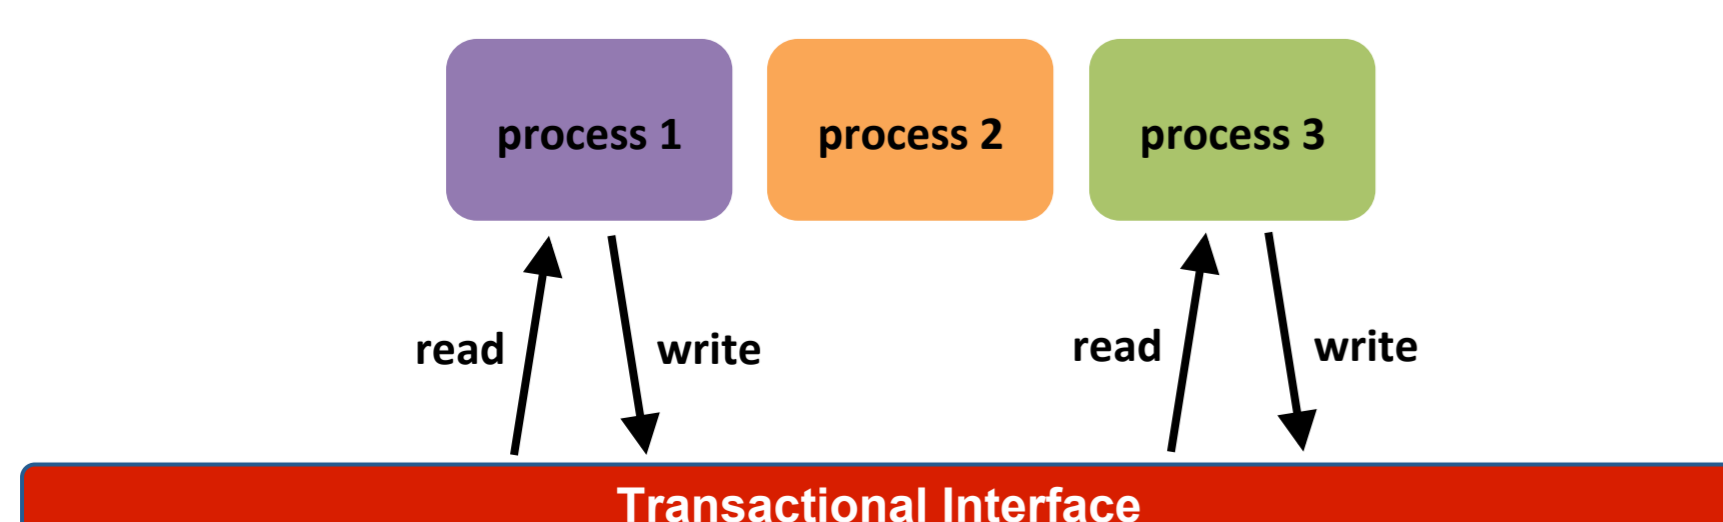 process 1 process 2 process 3
read write read write
Transactional Interface